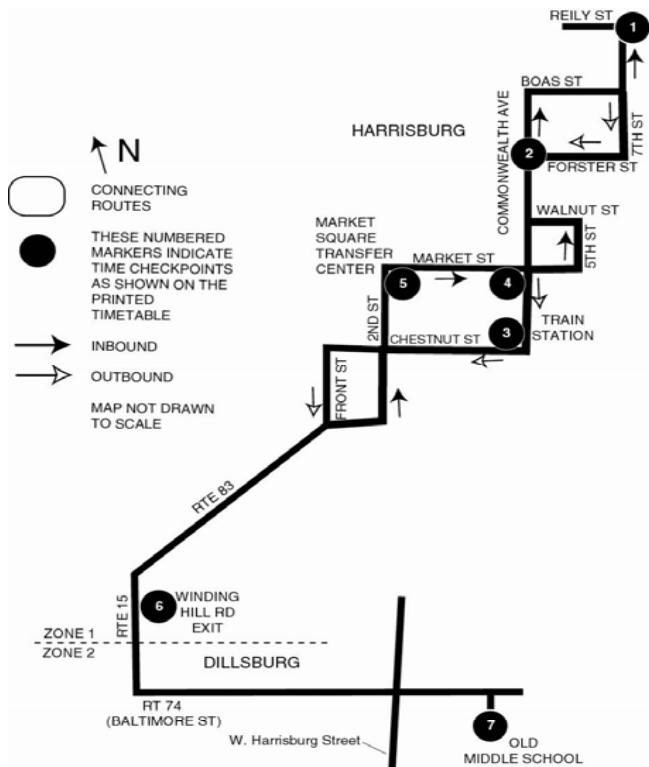 REILY ST
1
BOAS ST
HARRISBURG
COMMONWEALTH AVE
7TH ST
2
FORSTER ST
N
CONNECTING
ROUTES
THESE NUMBERED
MARKERS INDICATE
TIME CHECKPOINTS
AS SHOWN ON THE
PRINTED
TIMETABLE
INBOUND
OUTBOUND
MAP NOT DRAWN
TO SCALE
WALNUT ST
5TH ST
MARKET
SQUARE
TRANSFER
CENTER
MARKET ST
5
4
2ND ST
3
TRAIN
STATION
CHESTNUT ST
FRONT ST
RTE 83
RTE 15
6
WINDING
HILL RD
EXIT
ZONE 1
ZONE 2
DILLSBURG
RT 74
(BALTIMORE ST)
W. Harrisburg Street
7
OLD
MIDDLE SCHOOL